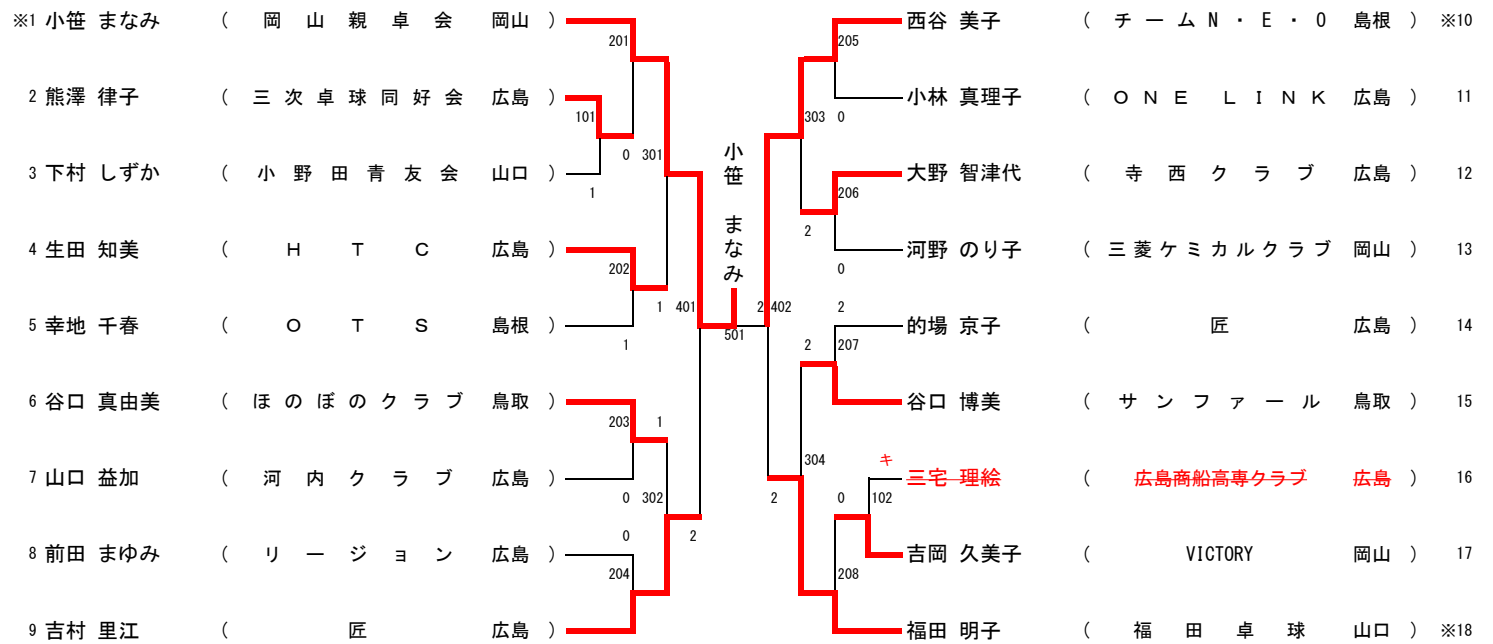 ※1 小笹 まなみ ( 岡山親卓会 岡山 )
201
2 熊澤 律子 ( 三次卓球同好会 広島 )
101
0 301
3 下村 しずか ( 小野田青友会 山口 )
1
4 生田 知美 ( HTC 広島 )
202
1 401
5 幸地 千春 ( OTS 島根 )
1
6 谷口 真由美 ( ほのぼのクラブ 鳥取 )
203 1
7 山口 益加 ( 河内クラブ 広島 )
0 302
0 2
8 前田 まゆみ ( リージョン 広島 )
204
9 吉村 里江 ( 匠 広島 )
小笹 まなみ
501
西谷 美子 ( チームN・E・O 島根 ) ※10
205
小林 真理子 ( ONE LINK 広島 ) 11
303 0
大野 智津代 ( 寺西クラブ 広島 ) 12
206
2
河野 のり子 ( 三菱ケミカルクラブ 岡山 ) 13
0
2 402 2
的場 京子 ( 匠 広島 ) 14
2 207
谷口 博美 ( サンファール 鳥取 ) 15
304 キ
三宅 理絵 ( 広島商船高専クラブ 広島 ) 16
2 0 102
吉岡 久美子 ( VICTORY 岡山 ) 17
208
福田 明子 ( 福田卓球 山口 ) ※18